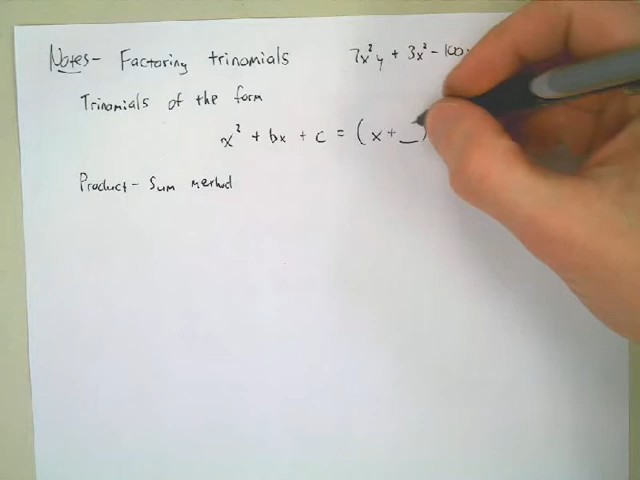 Notes- Factoring trinomials 7x²y + 3x² - 100
Trinomials of the form
x² + bx + c = (x+_)
Product - Sum method